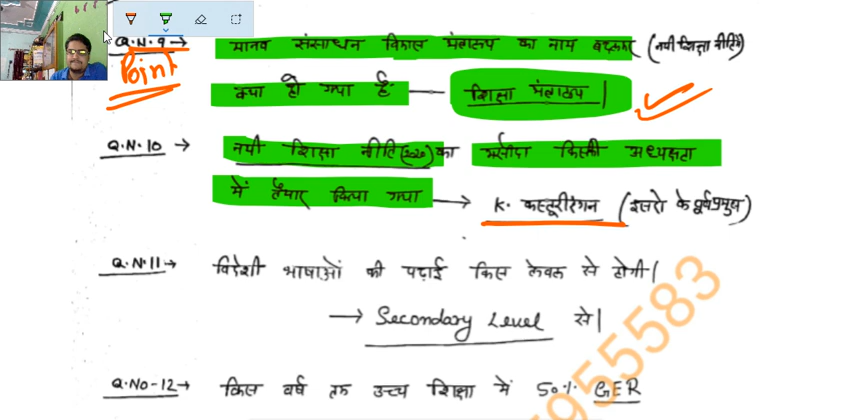 Q.N.9→ मानव संसाधन विकास मंत्रालय का नाम बदलकर (नयी शिक्षा नीति में)
Point
क्या हो गया है — शिक्षा मंत्रालय |
Q.N.10 → नयी शिक्षा नीति (2020) का मसौदा किसकी अध्यक्षता
में तैयार किया गया → K. कस्तूरीरंगन (इसरो के पूर्व प्रमुख)
Q.N.11→ विदेशी भाषाओं की पढ़ाई किस लेवल से होगी |
→ Secondary Level से |
Q.No-12→ किस वर्ष तक उच्च शिक्षा में 50% GER
955583